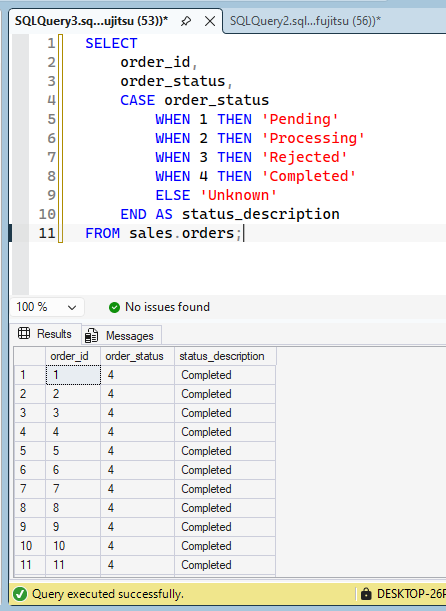 SQLQuery3.sq...ujitsu (53))*
SQLQuery2.sql...fujitsu (56))*
1 SELECT
2 order_id,
3 order_status,
4 CASE order_status
5 WHEN 1 THEN 'Pending'
6 WHEN 2 THEN 'Processing'
7 WHEN 3 THEN 'Rejected'
8 WHEN 4 THEN 'Completed'
9 ELSE 'Unknown'
10 END AS status_description
11 FROM sales.orders;
100 % No issues found
Results Messages
order_id order_status status_description
1 1 4 Completed
2 2 4 Completed
3 3 4 Completed
4 4 4 Completed
5 5 4 Completed
6 6 4 Completed
7 7 4 Completed
8 8 4 Completed
9 9 4 Completed
10 10 4 Completed
11 11 4 Completed
Query executed successfully. DESKTOP-26